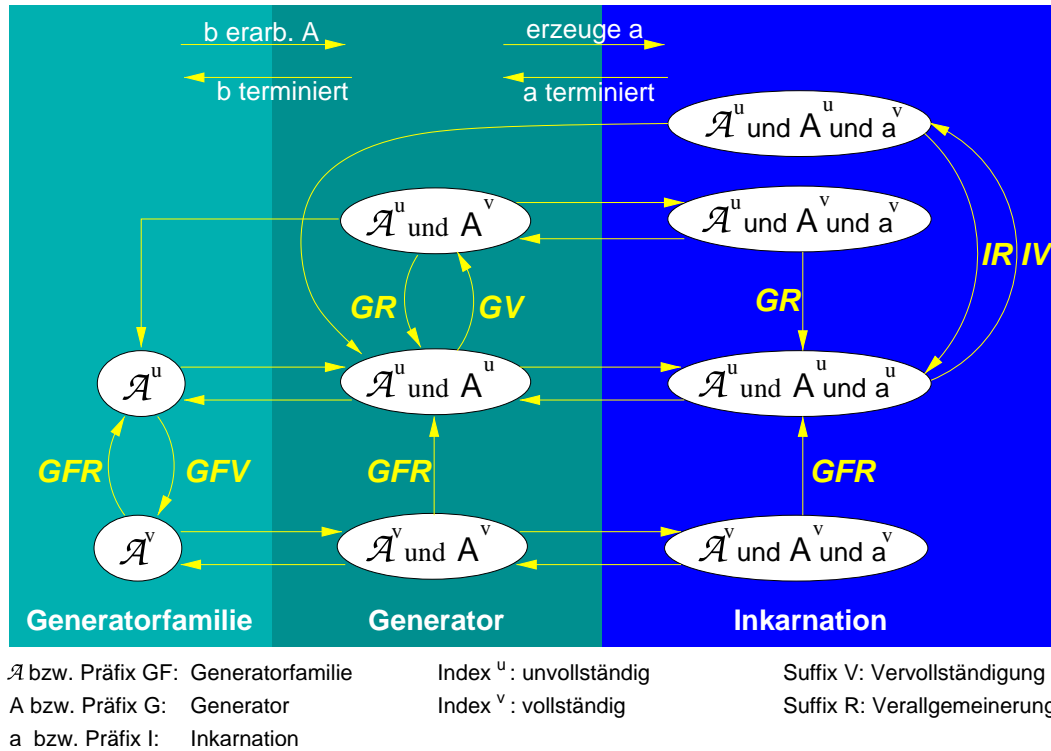 b erarb. A erzeuge a
b terminiert a terminiert
𝒜ᵘ und Aᵘ und aᵛ
𝒜ᵘ und Aᵛ 𝒜ᵘ und Aᵛ und aᵛ
IR IV
GR GV GR
𝒜ᵘ 𝒜ᵘ und Aᵘ 𝒜ᵘ und Aᵘ und aᵘ
GFR GFV GFR GFR
𝒜ᵛ 𝒜ᵛ und Aᵛ 𝒜ᵛ und Aᵛ und aᵛ
Generatorfamilie Generator Inkarnation
𝒜 bzw. Präfix GF: Generatorfamilie Index ᵘ : unvollständig Suffix V: Vervollständigung
A bzw. Präfix G: Generator Index ᵛ : vollständig Suffix R: Verallgemeinerung
a bzw. Präfix I: Inkarnation